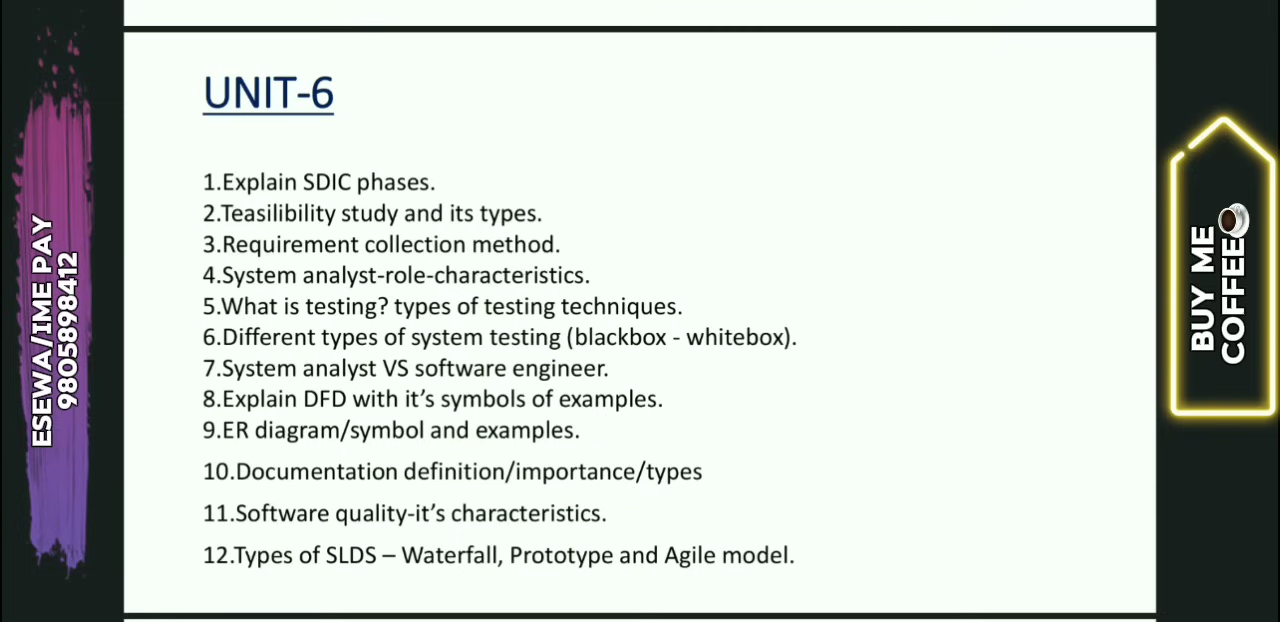 UNIT-6
1.Explain SDIC phases.
2.Teasilibility study and its types.
3.Requirement collection method.
4.System analyst-role-characteristics.
5.What is testing? types of testing techniques.
6.Different types of system testing (blackbox - whitebox).
7.System analyst VS software engineer.
8.Explain DFD with it’s symbols of examples.
9.ER diagram/symbol and examples.
10.Documentation definition/importance/types
11.Software quality-it’s characteristics.
12.Types of SLDS – Waterfall, Prototype and Agile model.
ESEWA/IME PAY
9805898412
BUY ME
COFFEE